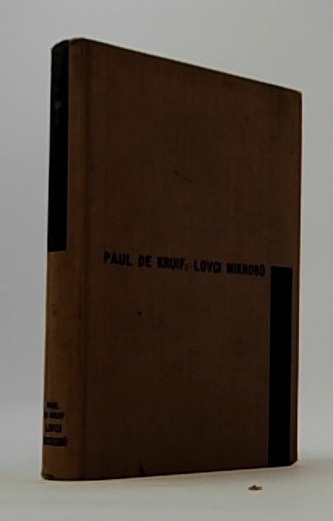 PAUL DE KRUIF: LOVCI MIKROBŮ
PAUL
DE KRUIF
LOVCI
MIKROBŮ